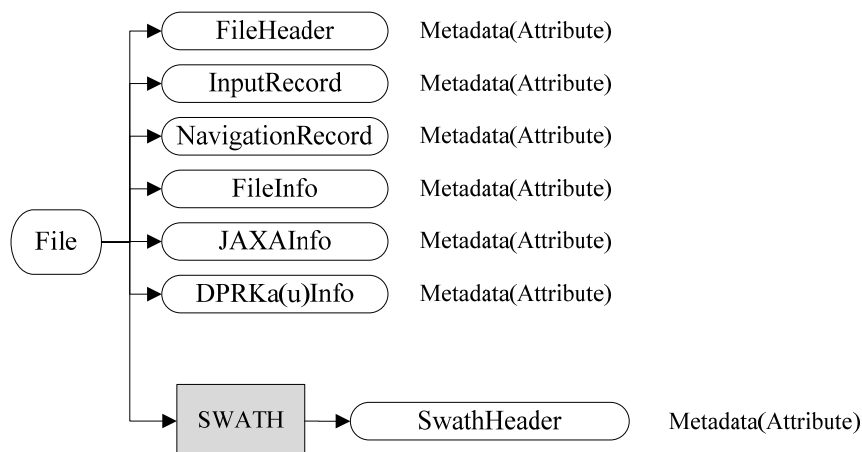 FileHeader Metadata(Attribute)
InputRecord Metadata(Attribute)
NavigationRecord Metadata(Attribute)
FileInfo Metadata(Attribute)
File JAXAInfo Metadata(Attribute)
DPRKa(u)Info Metadata(Attribute)
SWATH SwathHeader Metadata(Attribute)